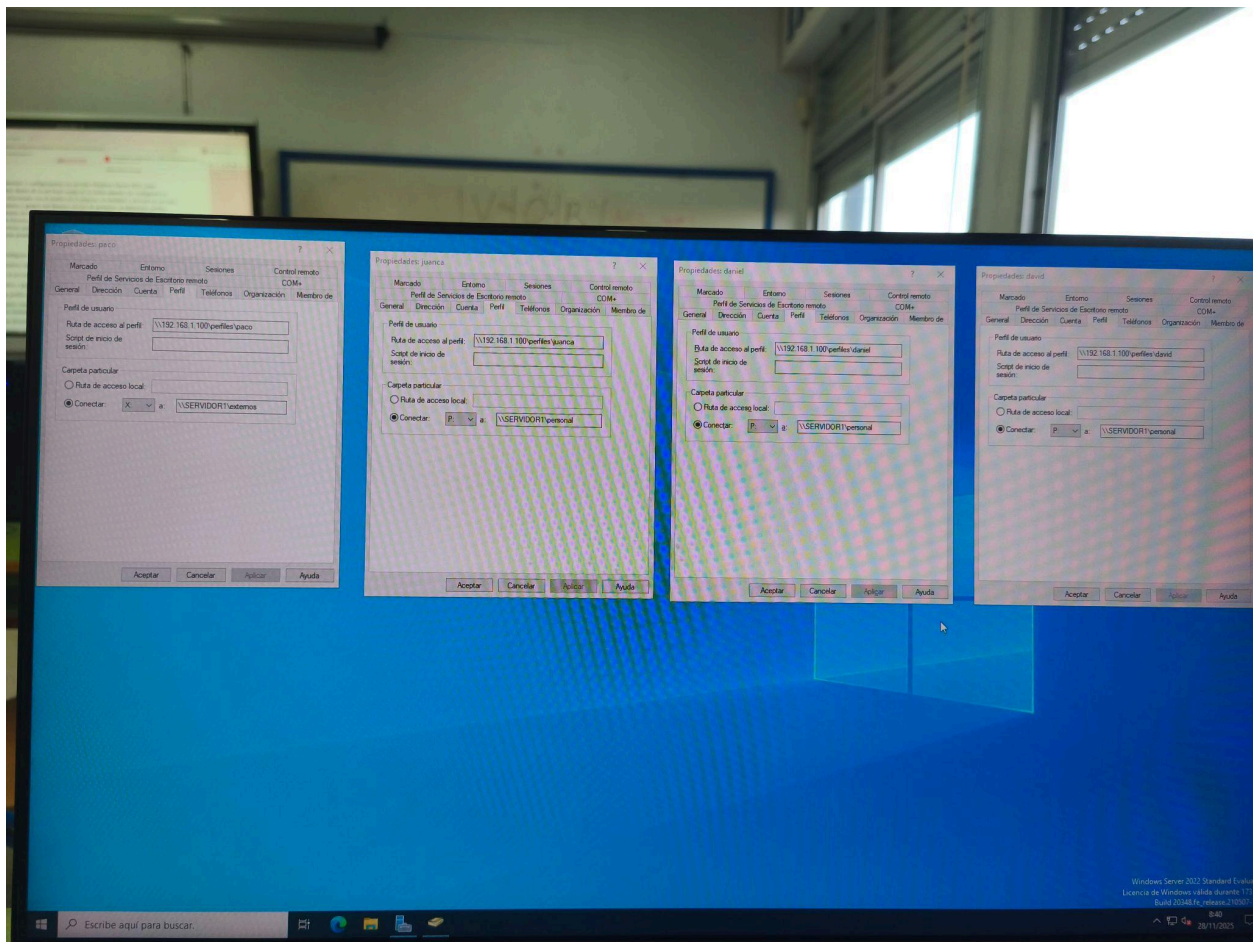 Propiedades: paco
? ×
Marcado Entorno Sesiones Control remoto
Perfil de Servicios de Escritorio remoto COM+
General Dirección Cuenta Perfil Teléfonos Organización Miembro de
Perfil de usuario
Ruta de acceso al perfil: \\192.168.1.100\perfiles\paco
Script de inicio de
sesión:
Carpeta particular
Ruta de acceso local:
Conectar: X: a: \\SERVIDOR1\externos
Aceptar Cancelar Aplicar Ayuda
Propiedades: juanca
? ×
Marcado Entorno Sesiones Control remoto
Perfil de Servicios de Escritorio remoto COM+
General Dirección Cuenta Perfil Teléfonos Organización Miembro de
Perfil de usuario
Ruta de acceso al perfil: \\192.168.1.100\perfiles\juanca
Script de inicio de
sesión:
Carpeta particular
Ruta de acceso local:
Conectar: P: a: \\SERVIDOR1\personal
Aceptar Cancelar Aplicar Ayuda
Propiedades: daniel
? ×
Marcado Entorno Sesiones Control remoto
Perfil de Servicios de Escritorio remoto COM+
General Dirección Cuenta Perfil Teléfonos Organización Miembro de
Perfil de usuario
Ruta de acceso al perfil: \\192.168.1.100\perfiles\daniel
Script de inicio de
sesión:
Carpeta particular
Ruta de acceso local:
Conectar: P: a: \\SERVIDOR1\personal
Aceptar Cancelar Aplicar Ayuda
Propiedades: david
? ×
Marcado Entorno Sesiones Control remoto
Perfil de Servicios de Escritorio remoto COM+
General Dirección Cuenta Perfil Teléfonos Organización Miembro de
Perfil de usuario
Ruta de acceso al perfil: \\192.168.1.100\perfiles\david
Script de inicio de
sesión:
Carpeta particular
Ruta de acceso local:
Conectar: P: a: \\SERVIDOR1\personal
Aceptar Cancelar Aplicar Ayuda
Windows Server 2022 Standard
Licencia de Windows válida durante
Build 20348.fe_release.210507-
Escribe aquí para buscar.
8:40
28/11/2025